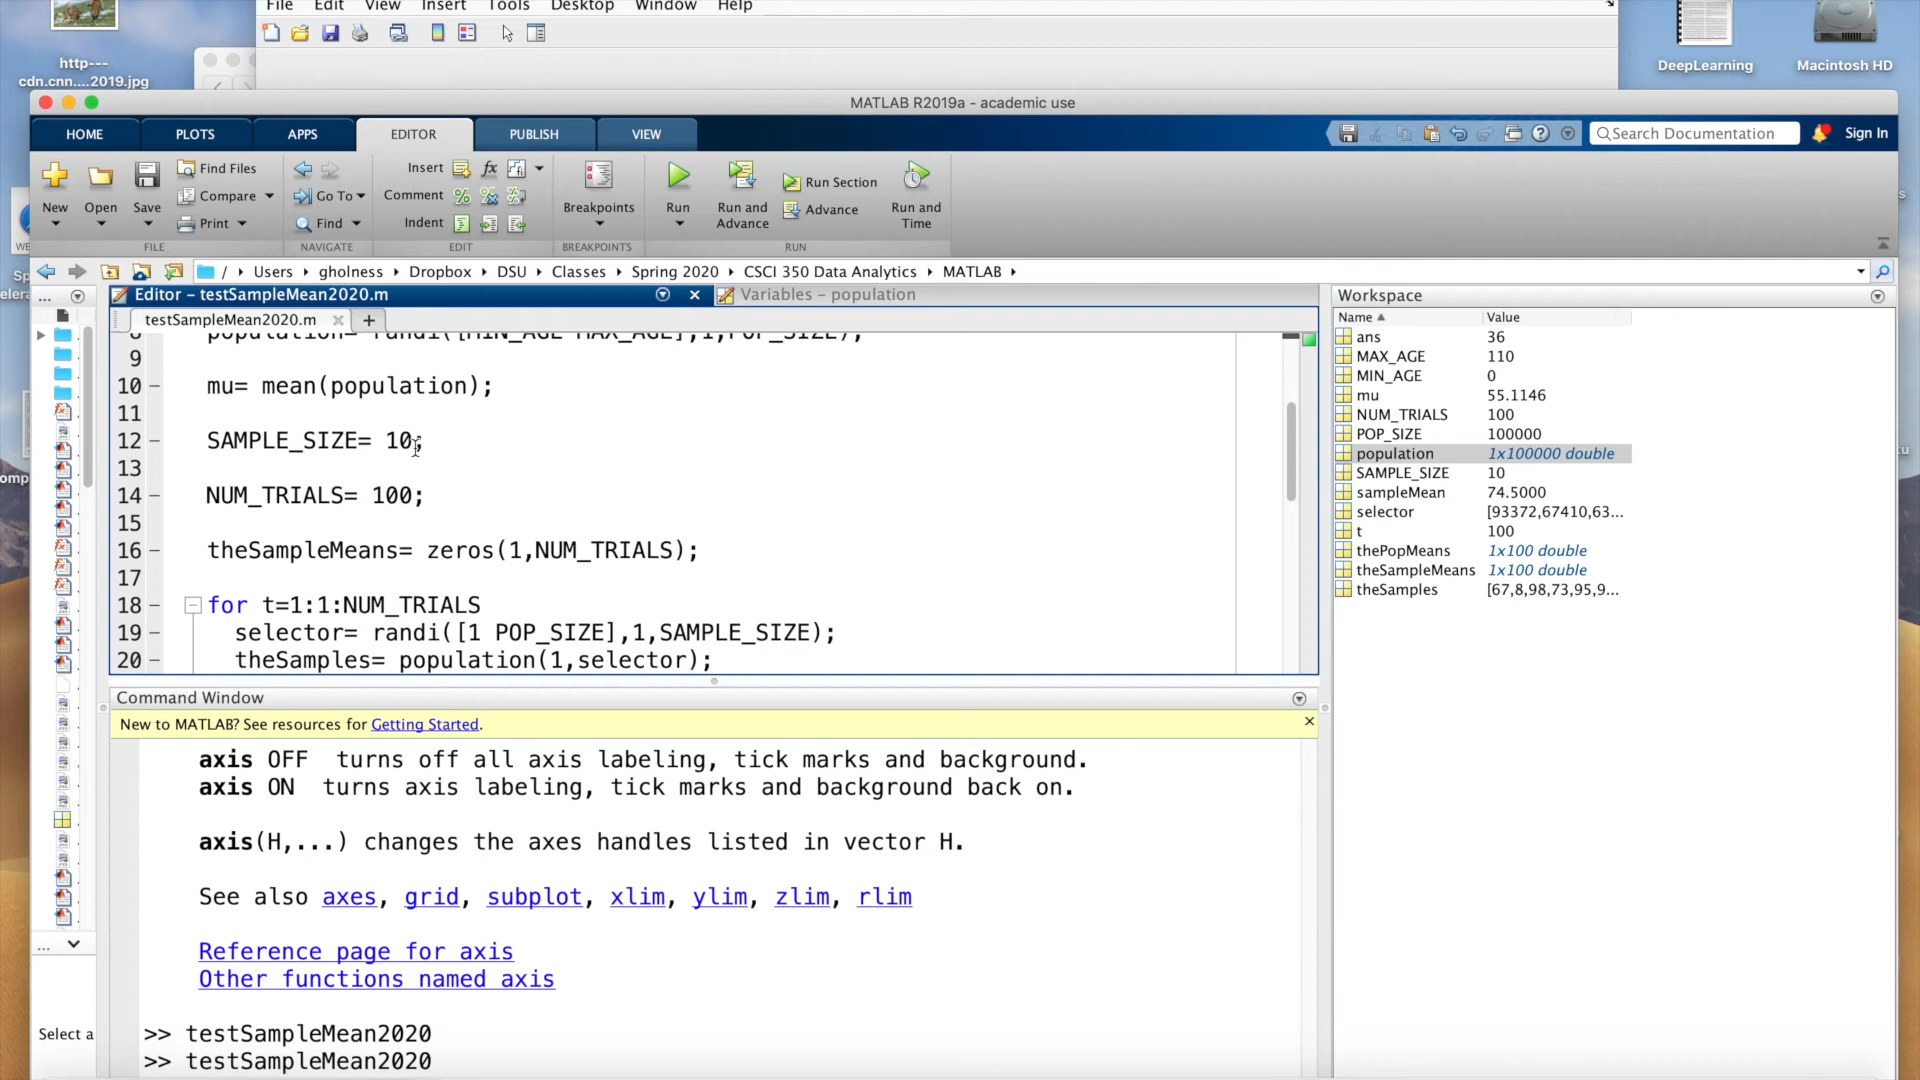 File Edit View Insert Tools Desktop Window Help
http---
cdn.cnn....2019.jpg
DeepLearning
Macintosh HD
MATLAB R2019a - academic use
HOME PLOTS APPS EDITOR PUBLISH VIEW
Search Documentation
Sign In
New
Open
Save
Find Files
Compare
Print
FILE
Go To
Find
NAVIGATE
Insert
Comment
Indent
EDIT
Breakpoints
BREAKPOINTS
Run
Run and
Advance
Run Section
Advance
Run and
Time
RUN
/ Users gholness Dropbox DSU Classes Spring 2020 CSCI 350 Data Analytics MATLAB
Editor - testSampleMean2020.m
Variables - population
testSampleMean2020.m
8 population= randi([MIN_AGE MAX_AGE],1,POP_SIZE);
9
10 - mu= mean(population);
11
12 - SAMPLE_SIZE= 10;
13
14 - NUM_TRIALS= 100;
15
16 - theSampleMeans= zeros(1,NUM_TRIALS);
17
18 - for t=1:1:NUM_TRIALS
19 - selector= randi([1 POP_SIZE],1,SAMPLE_SIZE);
20 - theSamples= population(1,selector);
Command Window
New to MATLAB? See resources for Getting Started.
axis OFF turns off all axis labeling, tick marks and background.
axis ON turns axis labeling, tick marks and background back on.
axis(H,...) changes the axes handles listed in vector H.
See also axes, grid, subplot, xlim, ylim, zlim, rlim
Reference page for axis
Other functions named axis
>> testSampleMean2020
>> testSampleMean2020
Select a
Workspace
Name Value
ans 36
MAX_AGE 110
MIN_AGE 0
mu 55.1146
NUM_TRIALS 100
POP_SIZE 100000
population 1x100000 double
SAMPLE_SIZE 10
sampleMean 74.5000
selector [93372,67410,63...
t 100
thePopMeans 1x100 double
theSampleMeans 1x100 double
theSamples [67,8,98,73,95,9...